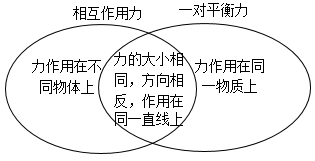 相互作用力
一对平衡力
力作用在不
同物体上
力的大小相
同，方向相
反，作用在
同一直线上
力作用在同
一物质上